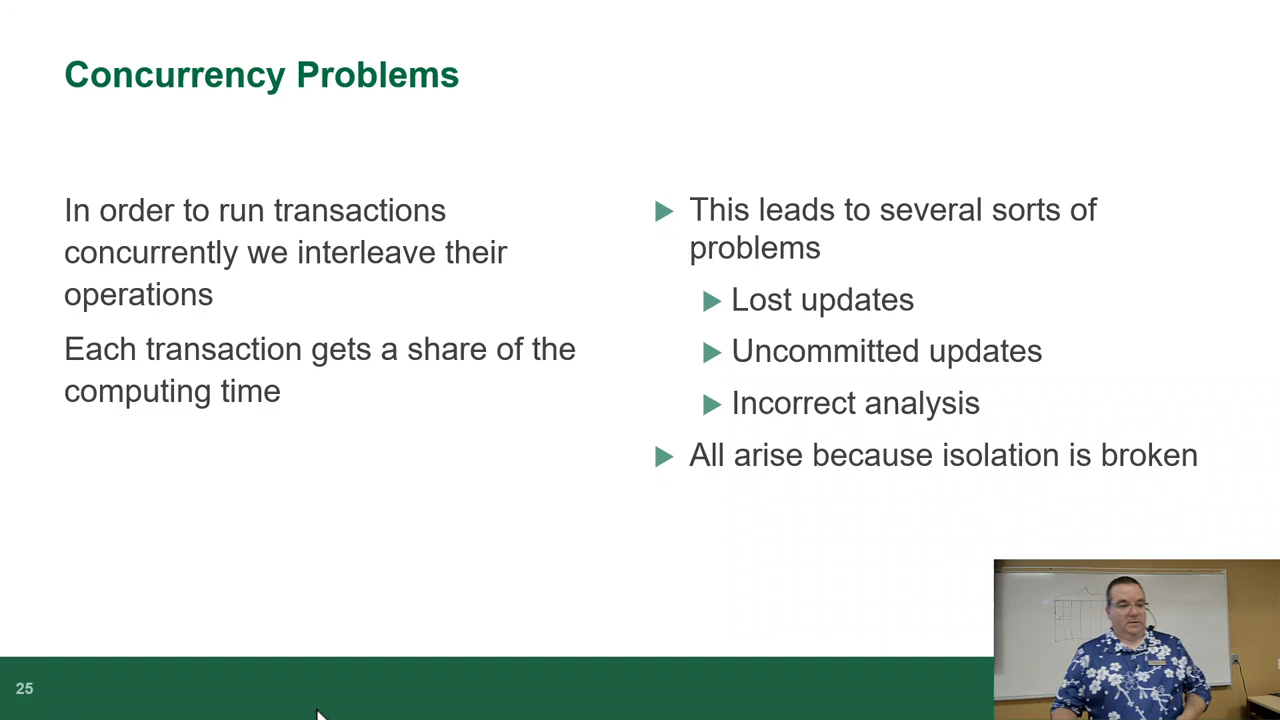 Concurrency Problems
In order to run transactions
concurrently we interleave their
operations
Each transaction gets a share of the
computing time
This leads to several sorts of
problems
Lost updates
Uncommitted updates
Incorrect analysis
All arise because isolation is broken
25